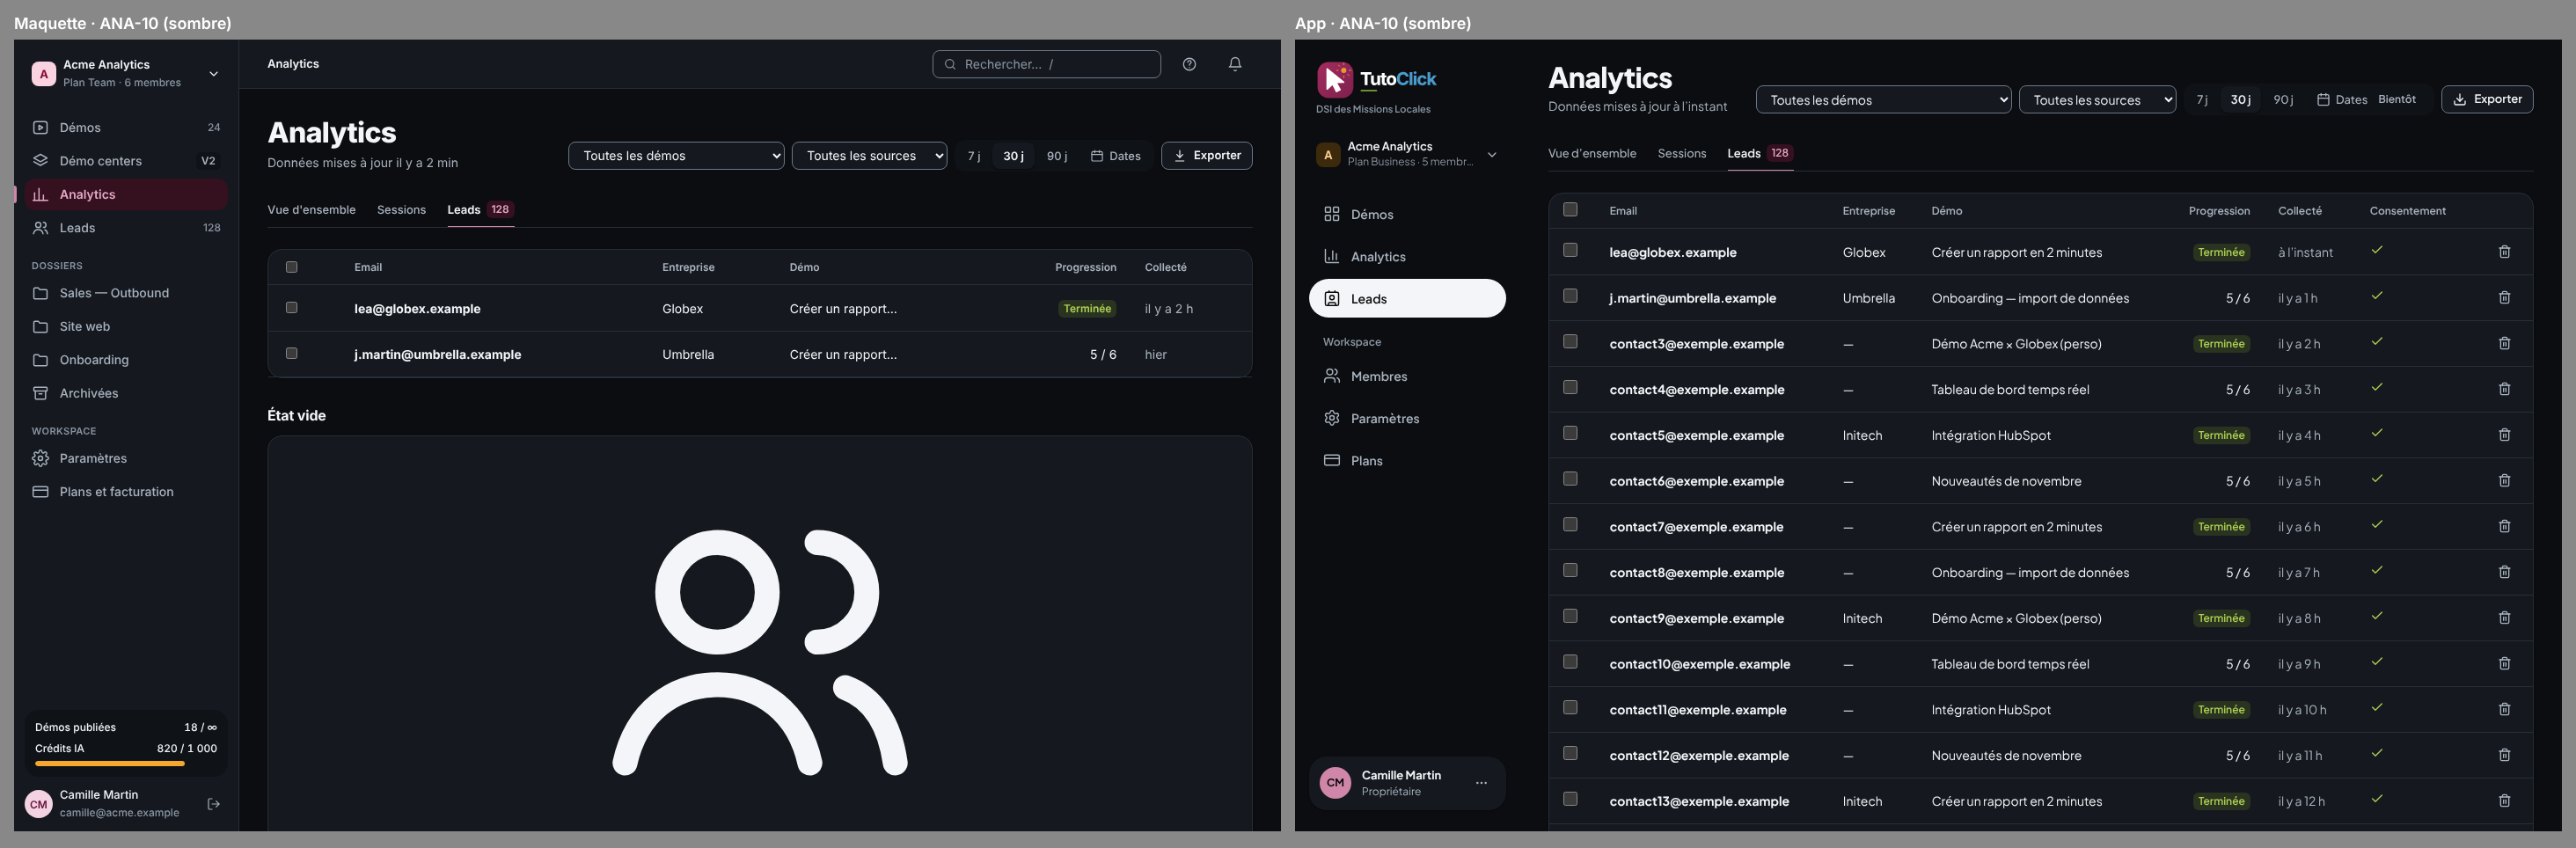 Maquette · ANA-10 (sombre)
A
Acme Analytics
Plan Team · 6 membres
Démos 24
Démo centers V2
Analytics
Leads 128
DOSSIERS
Sales — Outbound
Site web
Onboarding
Archivées
WORKSPACE
Paramètres
Plans et facturation
Démos publiées 18 / ∞
Crédits IA 820 / 1 000
CM
Camille Martin
camille@acme.example
Analytics
Rechercher... /
Analytics
Données mises à jour il y a 2 min
Toutes les démos
Toutes les sources
7 j 30 j 90 j Dates
Exporter
Vue d'ensemble Sessions Leads 128
Email Entreprise Démo Progression Collecté
lea@globex.example Globex Créer un rapport... Terminée il y a 2 h
j.martin@umbrella.example Umbrella Créer un rapport... 5 / 6 hier
État vide
App · ANA-10 (sombre)
TutoClick
DSI des Missions Locales
A
Acme Analytics
Plan Business · 5 membr...
Démos
Analytics
Leads
Workspace
Membres
Paramètres
Plans
CM
Camille Martin
Propriétaire
Analytics
Données mises à jour à l'instant
Toutes les démos
Toutes les sources
7 j 30 j 90 j Dates Bientôt
Exporter
Vue d'ensemble Sessions Leads 128
Email Entreprise Démo Progression Collecté Consentement
lea@globex.example Globex Créer un rapport en 2 minutes Terminée à l'instant
j.martin@umbrella.example Umbrella Onboarding — import de données 5 / 6 il y a 1 h
contact3@exemple.example — Démo Acme × Globex (perso) Terminée il y a 2 h
contact4@exemple.example — Tableau de bord temps réel 5 / 6 il y a 3 h
contact5@exemple.example Initech Intégration HubSpot Terminée il y a 4 h
contact6@exemple.example — Nouveautés de novembre 5 / 6 il y a 5 h
contact7@exemple.example — Créer un rapport en 2 minutes Terminée il y a 6 h
contact8@exemple.example — Onboarding — import de données 5 / 6 il y a 7 h
contact9@exemple.example Initech Démo Acme × Globex (perso) Terminée il y a 8 h
contact10@exemple.example — Tableau de bord temps réel 5 / 6 il y a 9 h
contact11@exemple.example — Intégration HubSpot Terminée il y a 10 h
contact12@exemple.example — Nouveautés de novembre 5 / 6 il y a 11 h
contact13@exemple.example Initech Créer un rapport en 2 minutes Terminée il y a 12 h